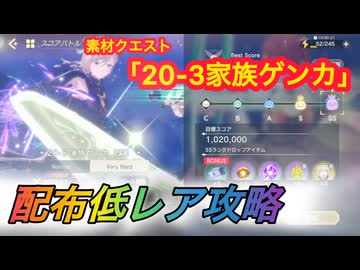 スコアバトル
素材クエスト
「20-3家族ゲンカ」
Best Score
52/245
C B A S SS
目標スコア
1,020,000
SSランクドロップアイテム
BONUS
Very Hard
配布低レア攻略